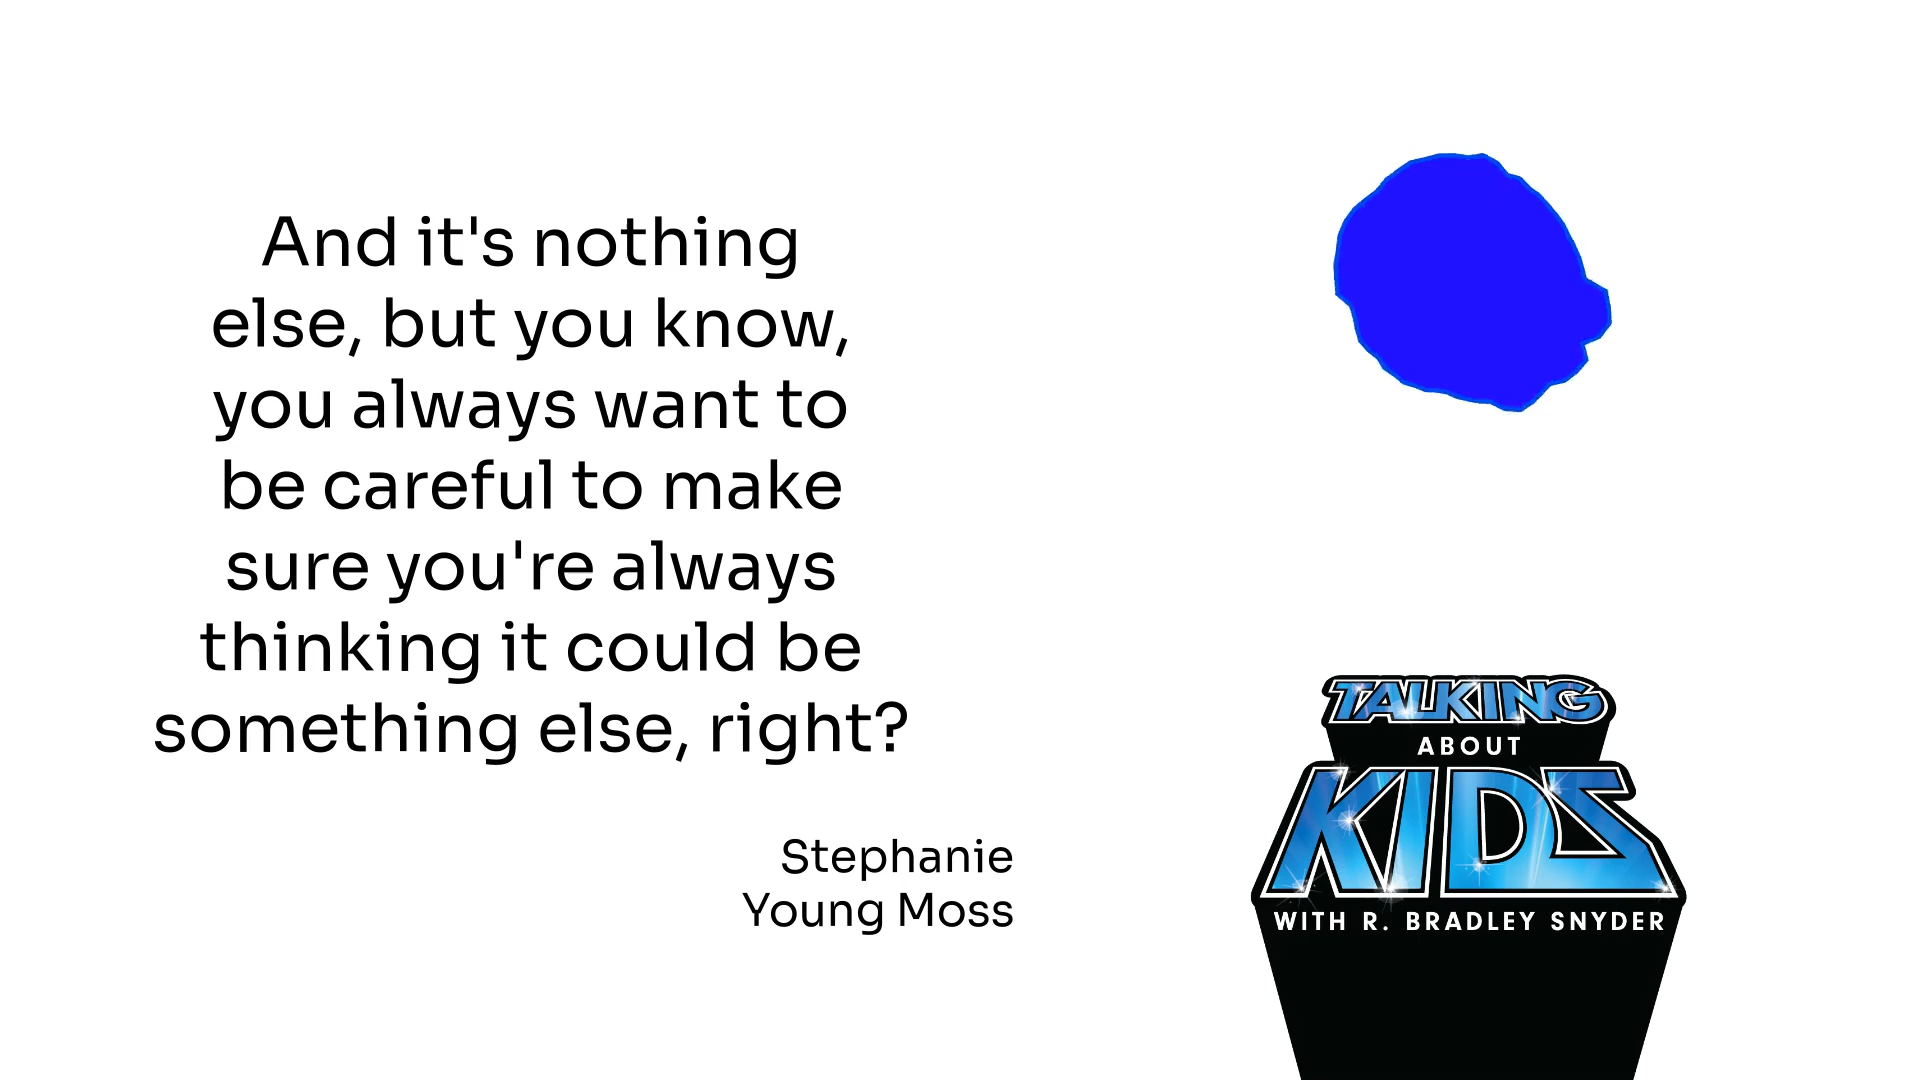 And it's nothing
else, but you know,
you always want to
be careful to make
sure you're always
thinking it could be
something else, right?
Stephanie
Young Moss
TALKING
ABOUT
KIDS
WITH R. BRADLEY SNYDER